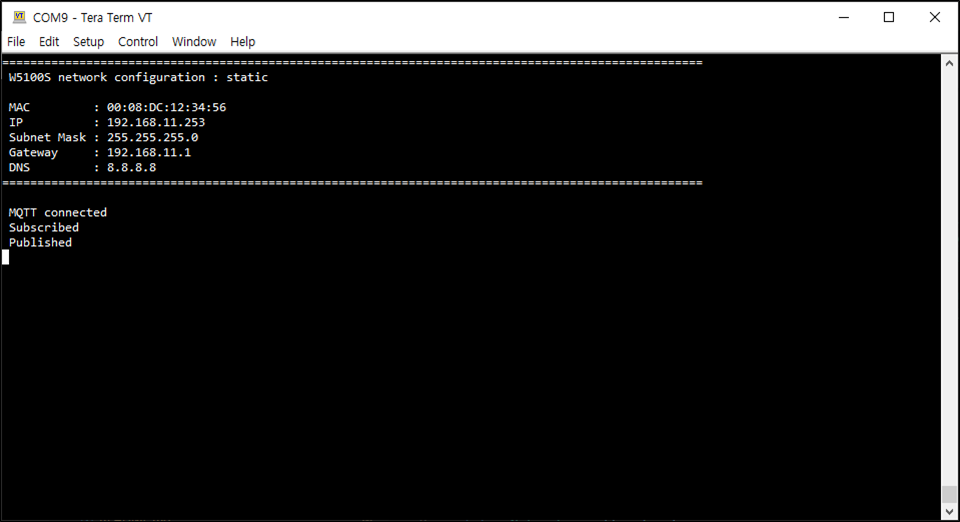 COM9 - Tera Term VT
File Edit Setup Control Window Help
====================================================================================================
W5100S network configuration : static
MAC         : 00:08:DC:12:34:56
IP          : 192.168.11.253
Subnet Mask : 255.255.255.0
Gateway     : 192.168.11.1
DNS         : 8.8.8.8
====================================================================================================
MQTT connected
Subscribed
Published